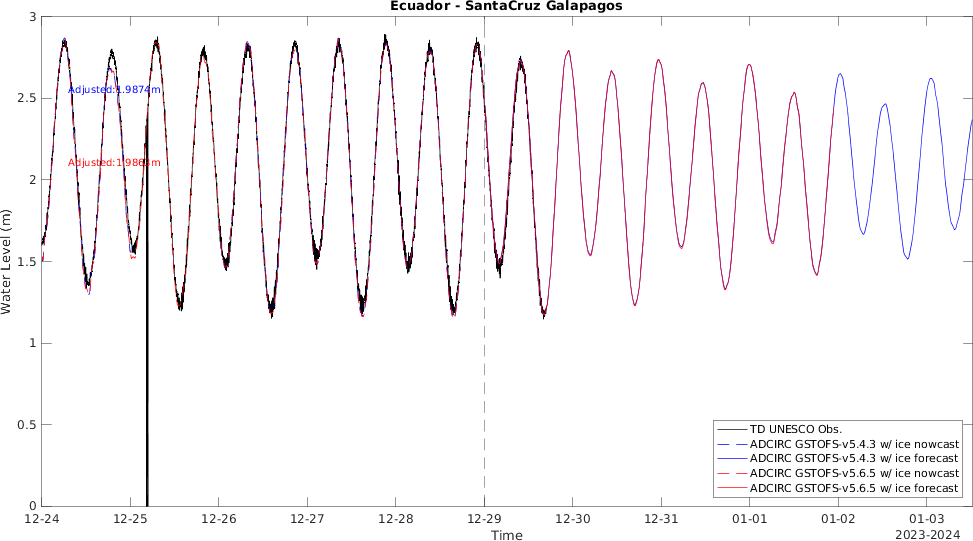 Ecuador - SantaCruz Galapagos
3
2.5
2
1.5
1
0.5
0
Water Level (m)
Adjusted:1.9874m
Adjusted:1.9863m
TD UNESCO Obs.
ADCIRC GSTOFS-v5.4.3 w/ ice nowcast
ADCIRC GSTOFS-v5.4.3 w/ ice forecast
ADCIRC GSTOFS-v5.6.5 w/ ice nowcast
ADCIRC GSTOFS-v5.6.5 w/ ice forecast
12-24 12-25 12-26 12-27 12-28 12-29 12-30 12-31 01-01 01-02 01-03
Time
2023-2024